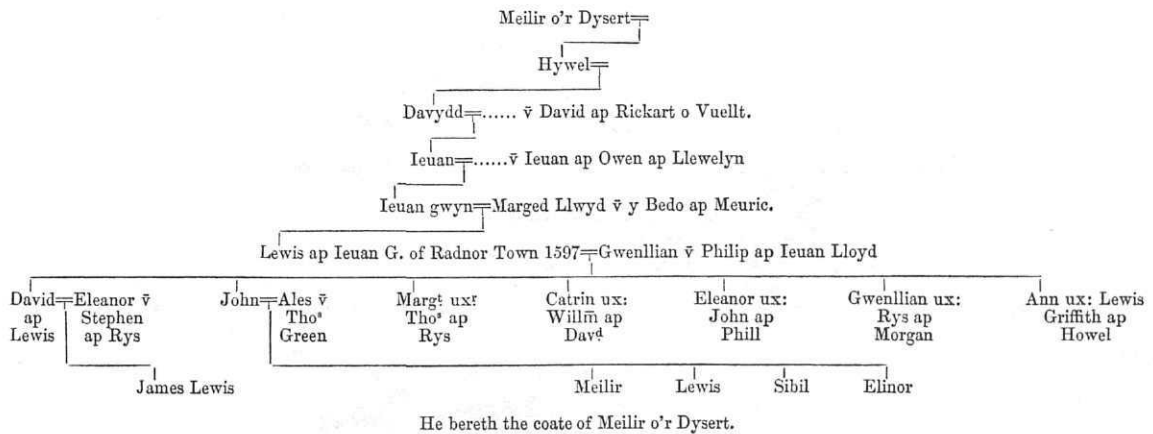 Meilir o'r Dysert
Hywel
Davydd ...... v̄ David ap Rickart o Vuellt.
Ieuan ......v̄ Ieuan ap Owen ap Llewelyn
Ieuan gwyn Marged Llwyd v̄ y Bedo ap Meuric.
Lewis ap Ieuan G. of Radnor Town 1597 Gwenllian v̄ Philip ap Ieuan Lloyd
David ap Lewis
Eleanor v̄ Stephen ap Rys
John
Ales v̄ Thoˢ Green
Margᵗ uxʳ Thoˢ ap Rys
Catrin ux: Willm̄ ap Davᵈ
Eleanor ux: John ap Phill
Gwenllian ux: Rys ap Morgan
Ann ux: Lewis Griffith ap Howel
James Lewis
Meilir Lewis Sibil Elinor
He bereth the coate of Meilir o'r Dysert.